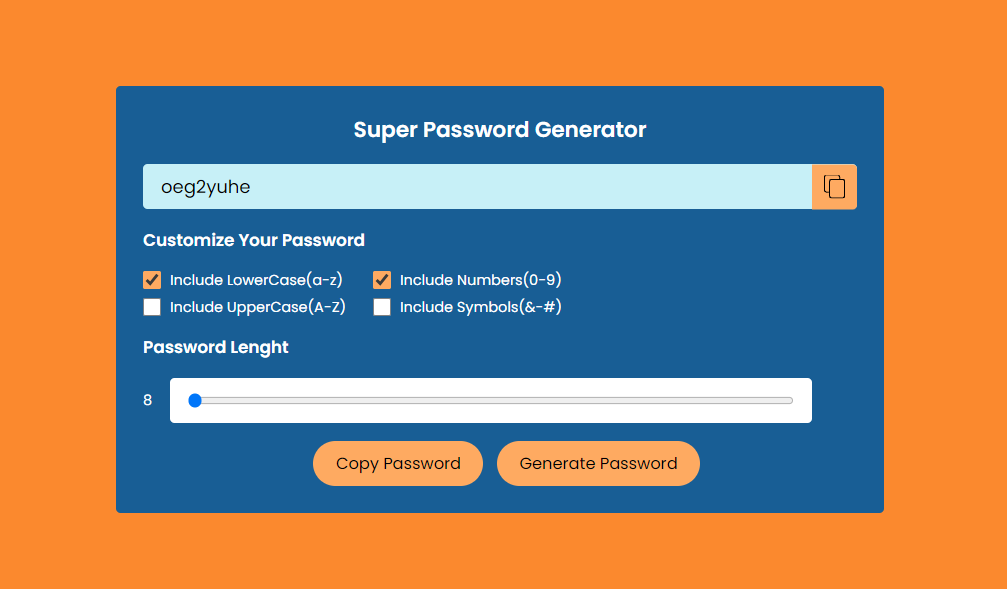 Super Password Generator
oeg2yuhe
Customize Your Password
Include LowerCase(a-z) Include Numbers(0-9)
Include UpperCase(A-Z) Include Symbols(&-#)
Password Lenght
8
Copy Password Generate Password